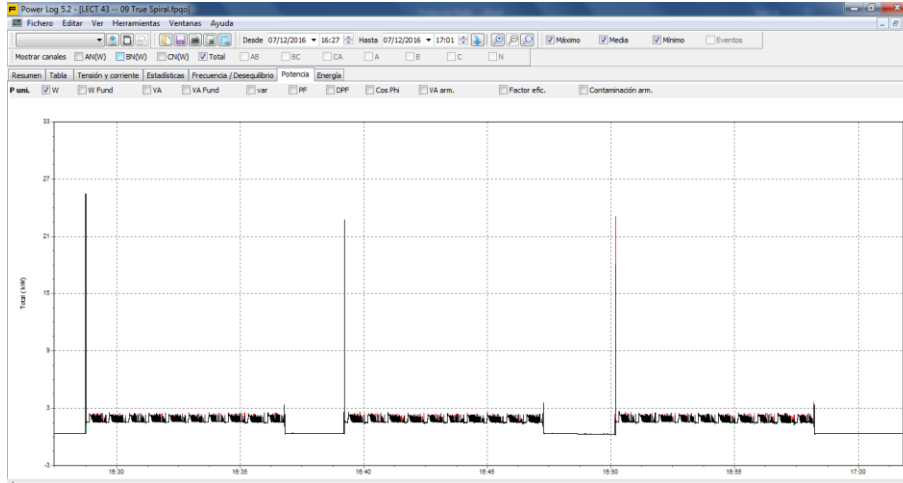 Power Log 5.2 - [LECT 43 -- 09 True Spiral.fpqo]
Fichero Editar Ver Herramientas Ventanas Ayuda
Desde 07/12/2016 16:27 Hasta 07/12/2016 17:01 Máximo Media Mínimo Eventos
Mostrar canales AN(W) BN(W) CN(W) Total AB BC CA A B C N
Resumen Tabla Tensión y corriente Estadísticas Frecuencia / Desequilibrio Potencia Energía
P uni. W W Fund VA VA Fund var PF DPF Cos Phi VA arm. Factor efic. Contaminación arm.
33
27
21
15
9
3
-3
Total (kW)
16:30 16:35 16:40 16:45 16:50 16:55 17:00